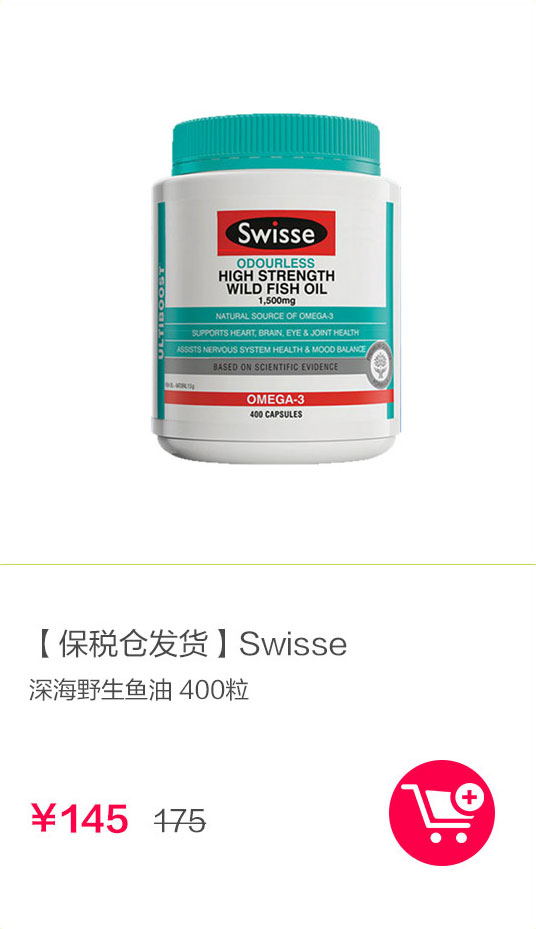 Swisse
ODOURLESS
HIGH STRENGTH
WILD FISH OIL
1,500mg
NATURAL SOURCE OF OMEGA-3
SUPPORTS HEART, BRAIN, EYE & JOINT HEALTH
ASSISTS NERVOUS SYSTEM HEALTH & MOOD BALANCE
BASED ON SCIENTIFIC EVIDENCE
OMEGA-3
400 CAPSULES
ULTIBOOST
【保税仓发货】Swisse
深海野生鱼油 400粒
¥145 175